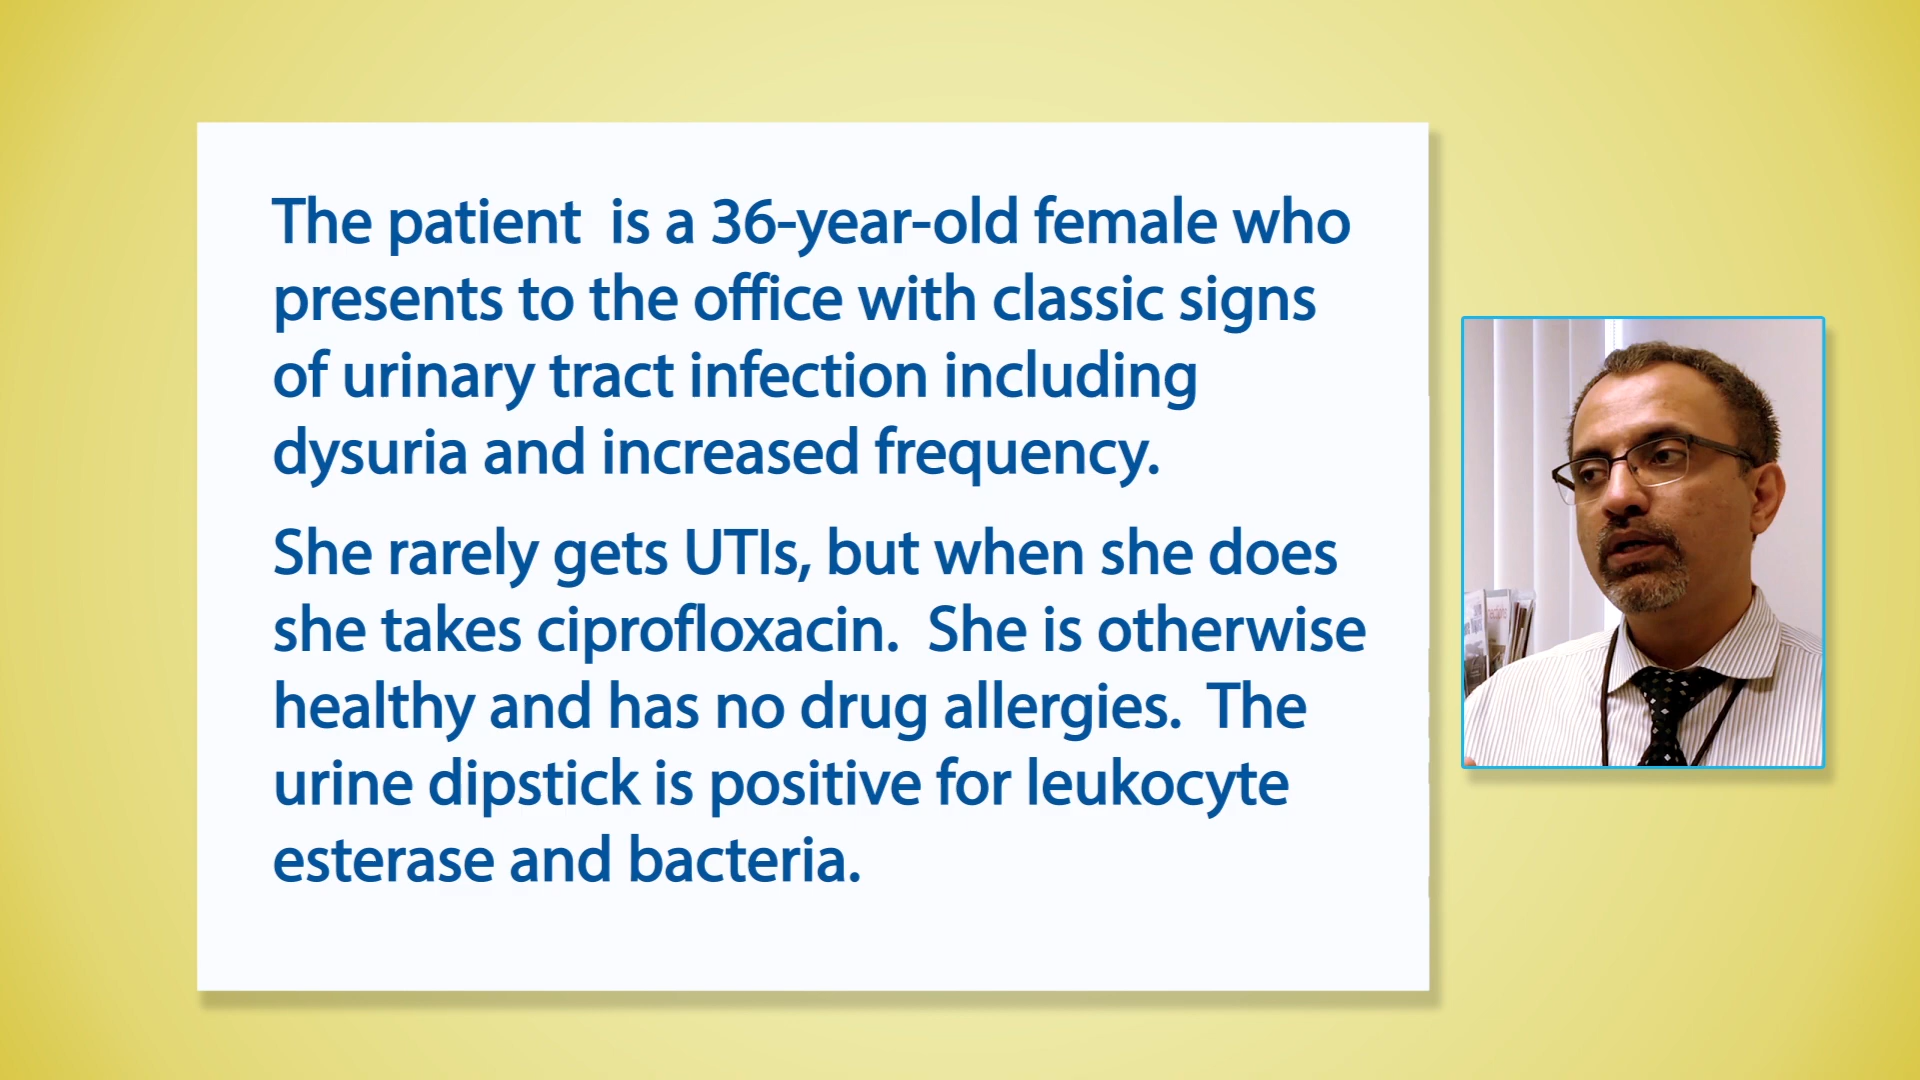 The patient  is a 36-year-old female who
presents to the office with classic signs
of urinary tract infection including
dysuria and increased frequency.
She rarely gets UTIs, but when she does
she takes ciprofloxacin.  She is otherwise
healthy and has no drug allergies.  The
urine dipstick is positive for leukocyte
esterase and bacteria.